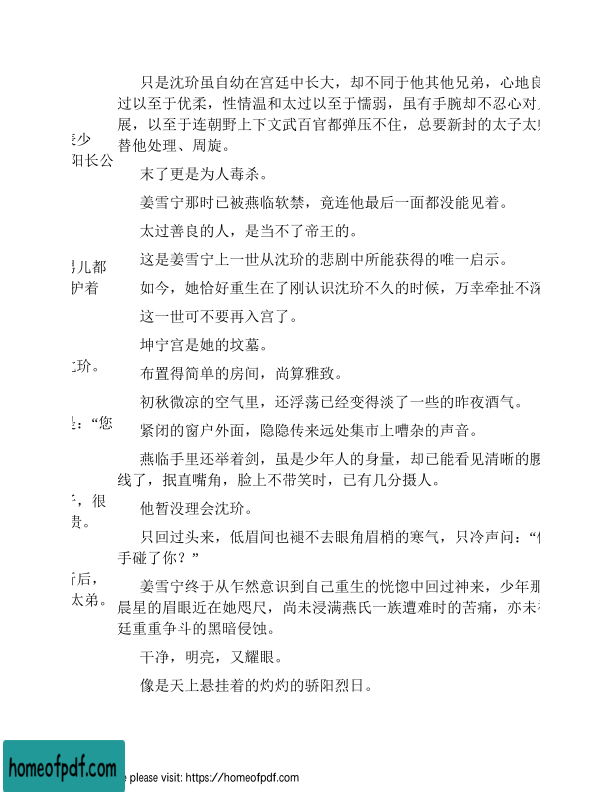 只是沈玠虽自幼在宫廷中长大，却不同于他其他兄弟，心地良
过以至于优柔，性情温和太过以至于懦弱，虽有手腕却不忍心对
展，以至于连朝野上下文武百官都弹压不住，总要新封的太子太
少
替他处理、周旋。
阳长公
末了更是为人毒杀。
姜雪宁那时已被燕临软禁，竟连他最后一面都没能见着。
太过善良的人，是当不了帝王的。
儿都
这是姜雪宁上一世从沈玠的悲剧中所能获得的唯一启示。
护着
如今，她恰好重生在了刚认识沈玠不久的时候，万幸牵扯不深
这一世可不要再入宫了。
坤宁宫是她的坟墓。
玠。
布置得简单的房间，尚算雅致。
初秋微凉的空气里，还浮荡已经变得淡了一些的昨夜酒气。
：“您
紧闭的窗户外面，隐隐传来远处集市上嘈杂的声音。
燕临手里还举着剑，虽是少年人的身量，却已能看见清晰的
线了，抿直嘴角，脸上不带笑时，已有几分摄人。
，很
他暂没理会沈玠。
贵。
只回过头来，低眉间也褪不去眼角眉梢的寒气，只冷声问：“
手碰了你？”
后，
姜雪宁终于从乍然意识到自己重生的恍惚中回过神来，少年那
太弟。
晨星的眉眼近在她咫尺，尚未浸满燕氏一族遭难时的苦痛，亦未
廷重重争斗的黑暗侵蚀。
干净，明亮，又耀眼。
像是天上悬挂着的灼灼的骄阳烈日。
homeofpdf.com
e please visit: https://homeofpdf.com